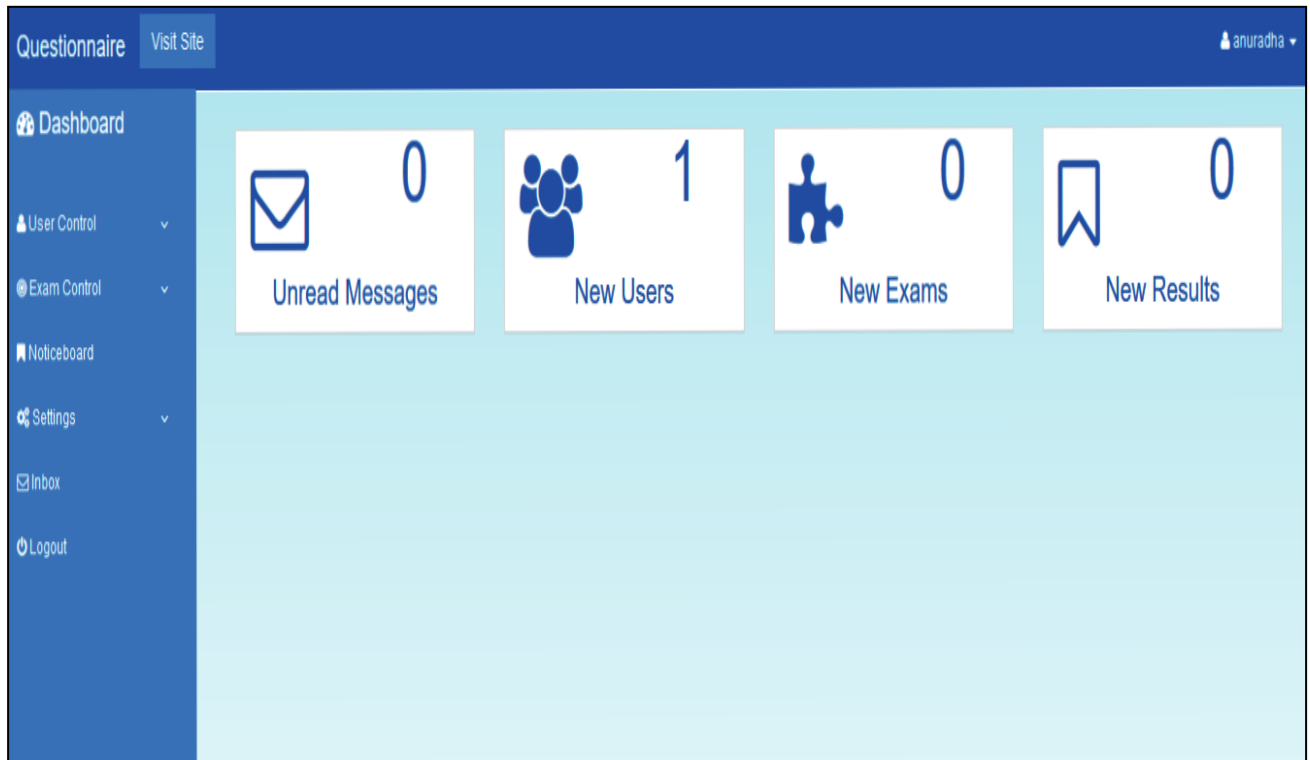 Questionnaire Visit Site anuradha
Dashboard
User Control
Exam Control
Noticeboard
Settings
Inbox
Logout
0
Unread Messages
1
New Users
0
New Exams
0
New Results